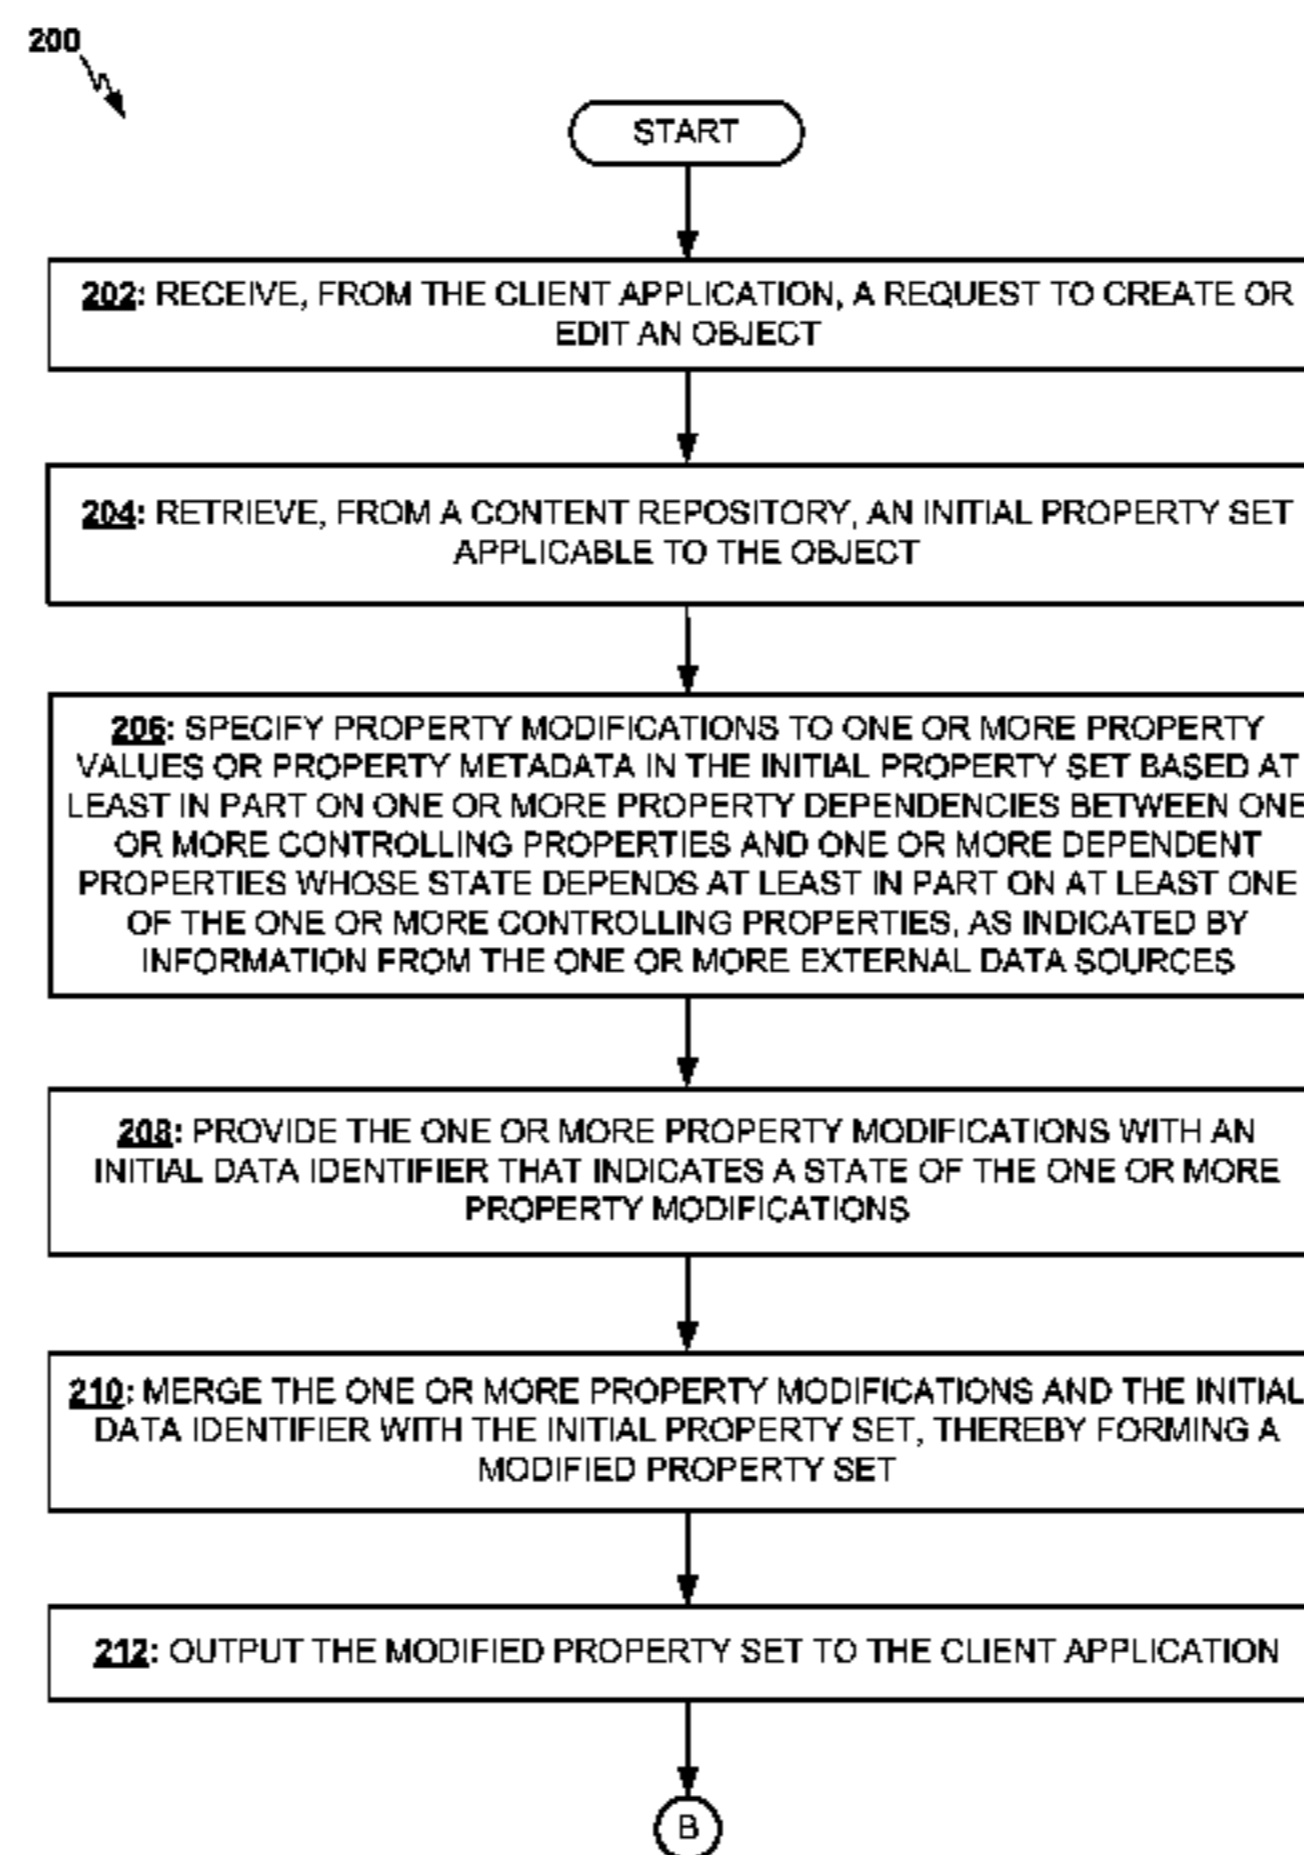 200
START
202: RECEIVE, FROM THE CLIENT APPLICATION, A REQUEST TO CREATE OR
EDIT AN OBJECT
204: RETRIEVE, FROM A CONTENT REPOSITORY, AN INITIAL PROPERTY SET
APPLICABLE TO THE OBJECT
206: SPECIFY PROPERTY MODIFICATIONS TO ONE OR MORE PROPERTY
VALUES OR PROPERTY METADATA IN THE INITIAL PROPERTY SET BASED AT
LEAST IN PART ON ONE OR MORE PROPERTY DEPENDENCIES BETWEEN ONE
OR MORE CONTROLLING PROPERTIES AND ONE OR MORE DEPENDENT
PROPERTIES WHOSE STATE DEPENDS AT LEAST IN PART ON AT LEAST ONE
OF THE ONE OR MORE CONTROLLING PROPERTIES, AS INDICATED BY
INFORMATION FROM THE ONE OR MORE EXTERNAL DATA SOURCES
208: PROVIDE THE ONE OR MORE PROPERTY MODIFICATIONS WITH AN
INITIAL DATA IDENTIFIER THAT INDICATES A STATE OF THE ONE OR MORE
PROPERTY MODIFICATIONS
210: MERGE THE ONE OR MORE PROPERTY MODIFICATIONS AND THE INITIAL
DATA IDENTIFIER WITH THE INITIAL PROPERTY SET, THEREBY FORMING A
MODIFIED PROPERTY SET
212: OUTPUT THE MODIFIED PROPERTY SET TO THE CLIENT APPLICATION
B